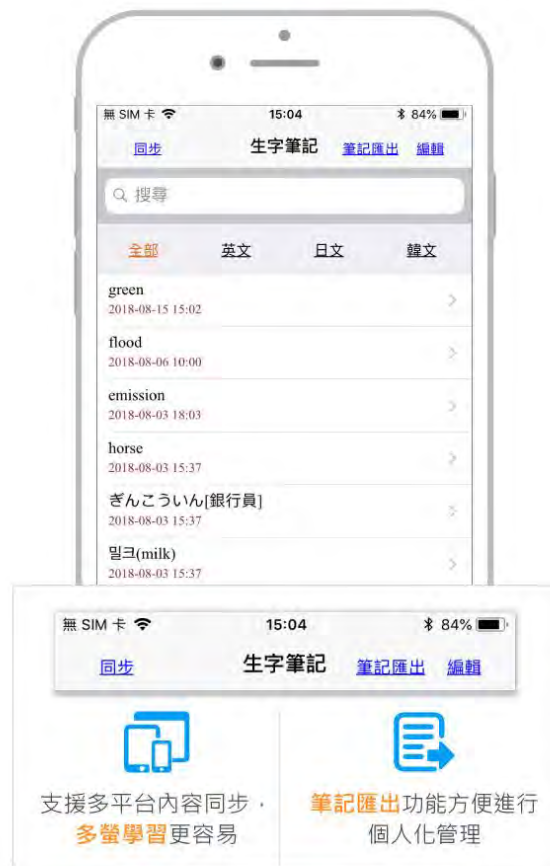 無 SIM 卡 15:04 84%
同步 生字筆記 筆記匯出 編輯
搜尋
全部 英文 日文 韓文
green
2018-08-15 15:02
flood
2018-08-06 10:00
emission
2018-08-03 18:03
horse
2018-08-03 15:37
ぎんこういん[銀行員]
2018-08-03 15:37
밀크(milk)
2018-08-03 15:37
無 SIM 卡 15:04 84%
同步 生字筆記 筆記匯出 編輯
支援多平台內容同步，
多螢學習更容易
筆記匯出功能方便進行
個人化管理